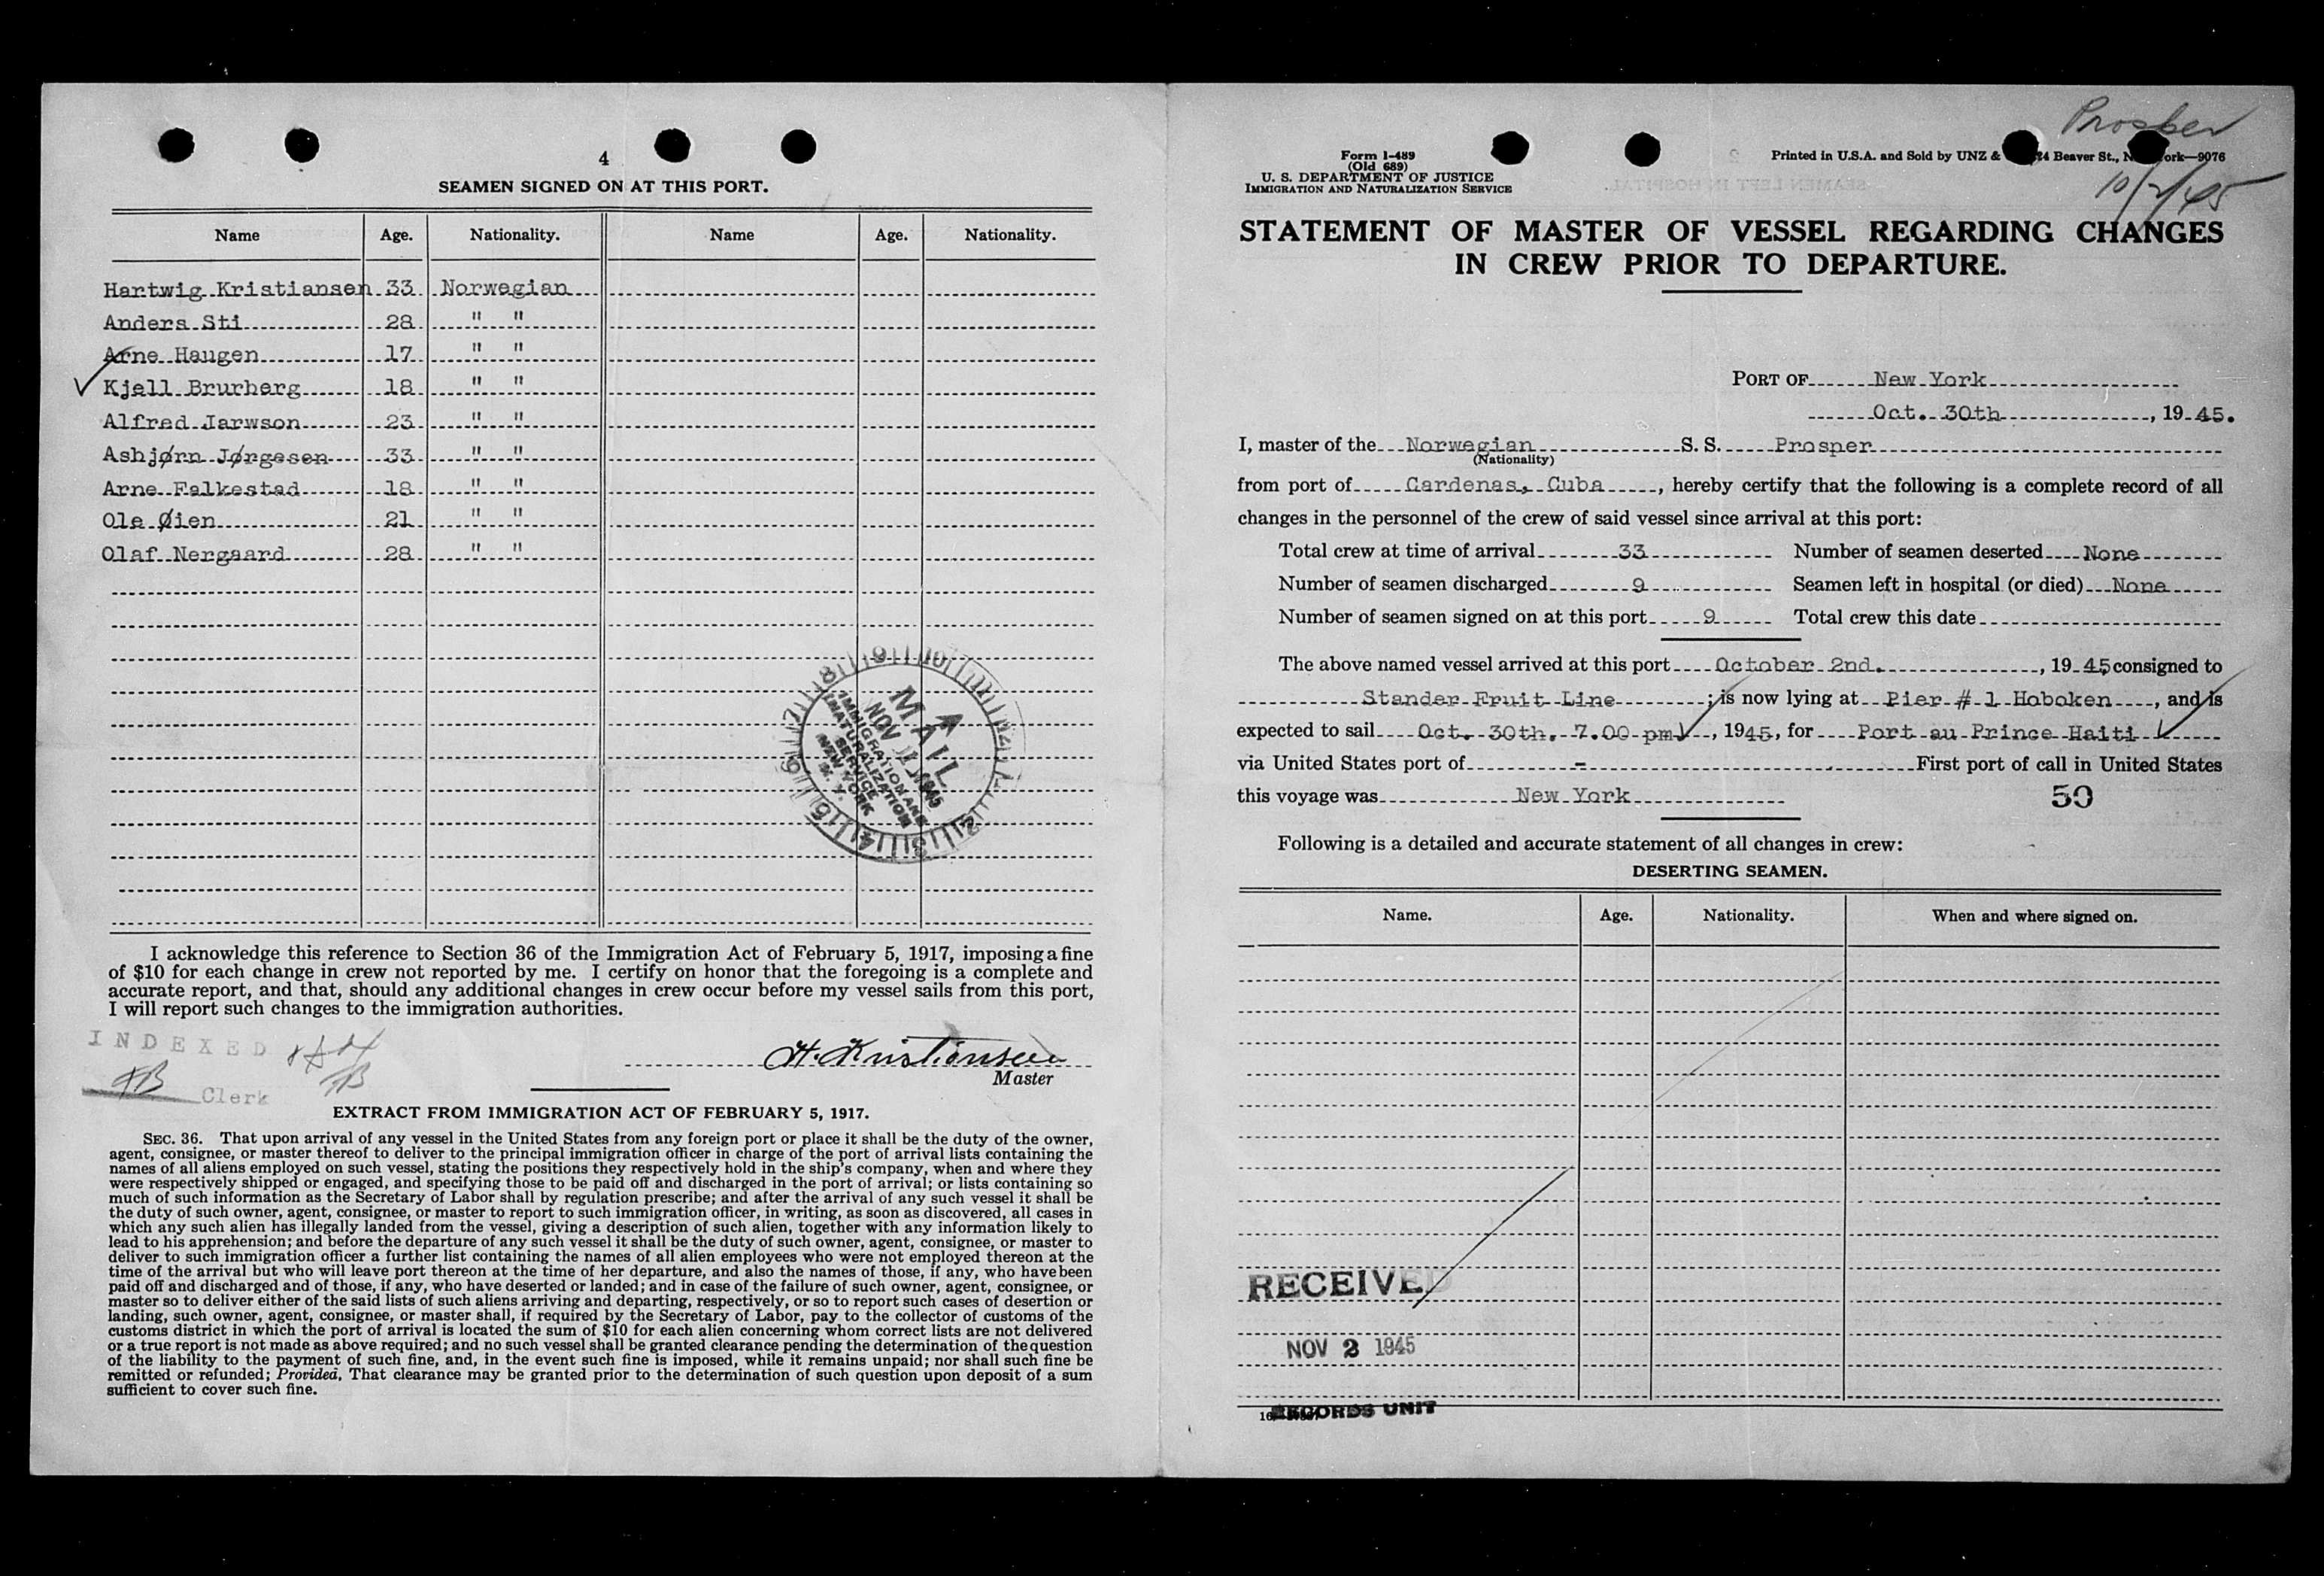 4
SEAMEN SIGNED ON AT THIS PORT.
Name Age. Nationality. Name Age. Nationality.
Hartwig Kristiansen 33 Norwegian
Anders Sti 28 " "
Arne Haugen 17 " "
Kjell Brurberg 18 " "
Alfred Jarwson 23 " "
Asbjørn Jørgesen 33 " "
Arne Falkestad 18 " "
Ole Øien 21 " "
Olaf Nergaard 28 " "
MAIL
NOV 1 1945
IMMIGRATION AND
NATURALIZATION
SERVICE
NEW YORK
N. Y.
I acknowledge this reference to Section 36 of the Immigration Act of February 5, 1917, imposing a fine
of $10 for each change in crew not reported by me. I certify on honor that the foregoing is a complete and
accurate report, and that, should any additional changes in crew occur before my vessel sails from this port,
I will report such changes to the immigration authorities.
INDEXED
H. Kristiansen
Master
Clerk
EXTRACT FROM IMMIGRATION ACT OF FEBRUARY 5, 1917.
SEC. 36. That upon arrival of any vessel in the United States from any foreign port or place it shall be the duty of the owner,
agent, consignee, or master thereof to deliver to the principal immigration officer in charge of the port of arrival lists containing the
names of all aliens employed on such vessel, stating the positions they respectively hold in the ship's company, when and where they
were respectively shipped or engaged, and specifying those to be paid off and discharged in the port of arrival; or lists containing so
much of such information as the Secretary of Labor shall by regulation prescribe; and after the arrival of any such vessel it shall be
the duty of such owner, agent, consignee, or master to report to such immigration officer, in writing, as soon as discovered, all cases in
which any such alien has illegally landed from the vessel, giving a description of such alien, together with any information likely to
lead to his apprehension; and before the departure of any such vessel it shall be the duty of such owner, agent, consignee, or master to
deliver to such immigration officer a further list containing the names of all alien employees who were not employed thereon at the
time of the arrival but who will leave port thereon at the time of her departure, and also the names of those, if any, who have been
paid off and discharged and of those, if any, who have deserted or landed; and in case of the failure of such owner, agent, consignee, or
master so to deliver either of the said lists of such aliens arriving and departing, respectively, or so to report such cases of desertion or
landing, such owner, agent, consignee, or master shall, if required by the Secretary of Labor, pay to the collector of customs of the
customs district in which the port of arrival is located the sum of $10 for each alien concerning whom correct lists are not delivered
or a true report is not made as above required; and no such vessel shall be granted clearance pending the determination of the question
of the liability to the payment of such fine, and, in the event such fine is imposed, while it remains unpaid; nor shall such fine be
remitted or refunded; Provided, That clearance may be granted prior to the determination of such question upon deposit of a sum
sufficient to cover such fine.
Prosper
10/2/45
Form I-489
(Old 689)
U. S. DEPARTMENT OF JUSTICE
IMMIGRATION AND NATURALIZATION SERVICE
Printed in U.S.A. and Sold by UNZ & 24 Beaver St., New York—9076
STATEMENT OF MASTER OF VESSEL REGARDING CHANGES
IN CREW PRIOR TO DEPARTURE.
PORT OF New York
Oct. 30th, 1945.
I, master of the Norwegian S. S. Prosper
(Nationality)
from port of Cardenas, Cuba, hereby certify that the following is a complete record of all
changes in the personnel of the crew of said vessel since arrival at this port:
Total crew at time of arrival 33 Number of seamen deserted None
Number of seamen discharged 9 Seamen left in hospital (or died) None
Number of seamen signed on at this port 9 Total crew this date
The above named vessel arrived at this port October 2nd., 1945 consigned to
Stander Fruit Line; is now lying at Pier # 1 Hoboken, and is
expected to sail Oct. 30th. 7.00 pm, 1945, for Port au Prince Haiti
via United States port of - First port of call in United States
this voyage was New York 50
Following is a detailed and accurate statement of all changes in crew:
DESERTING SEAMEN.
Name. Age. Nationality. When and where signed on.
RECEIVED
NOV 2 1945
RECORDS UNIT